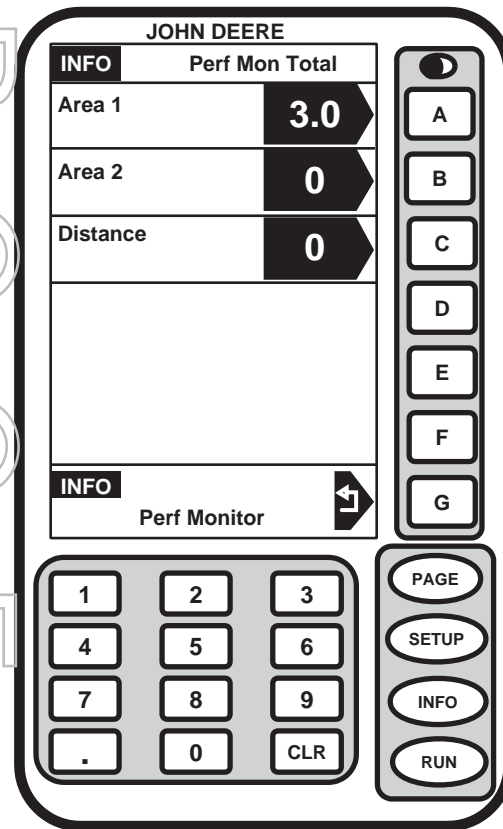 JOHN DEERE
INFO Perf Mon Total
Area 1 3.0
A
Area 2 0
B
Distance 0
C
D
E
F
INFO
Perf Monitor
G
1 2 3
4 5 6
7 8 9
. 0 CLR
PAGE
SETUP
INFO
RUN